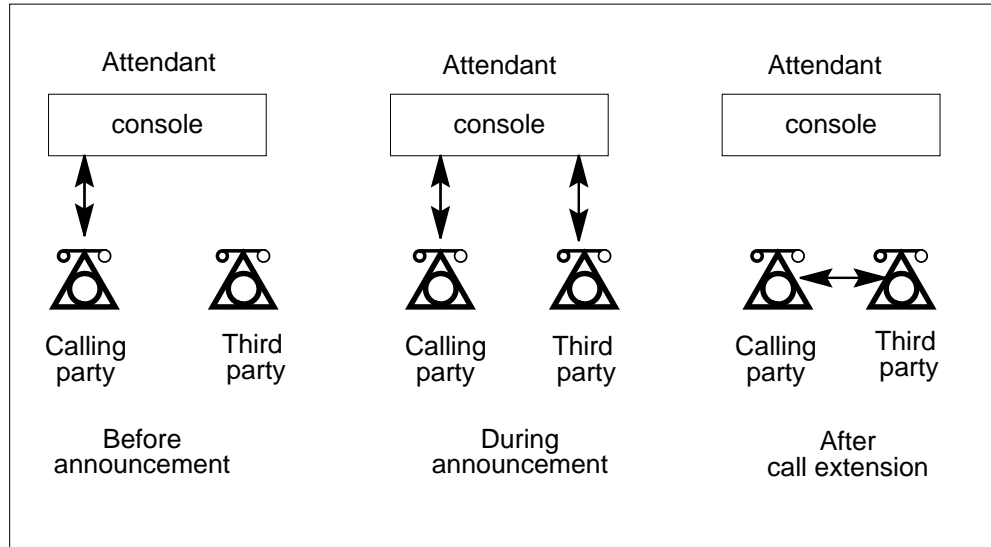 Attendant
console
Calling
party
Third
party
Before
announcement
Attendant
console
Calling
party
Third
party
During
announcement
Attendant
console
Calling
party
Third
party
After
call extension